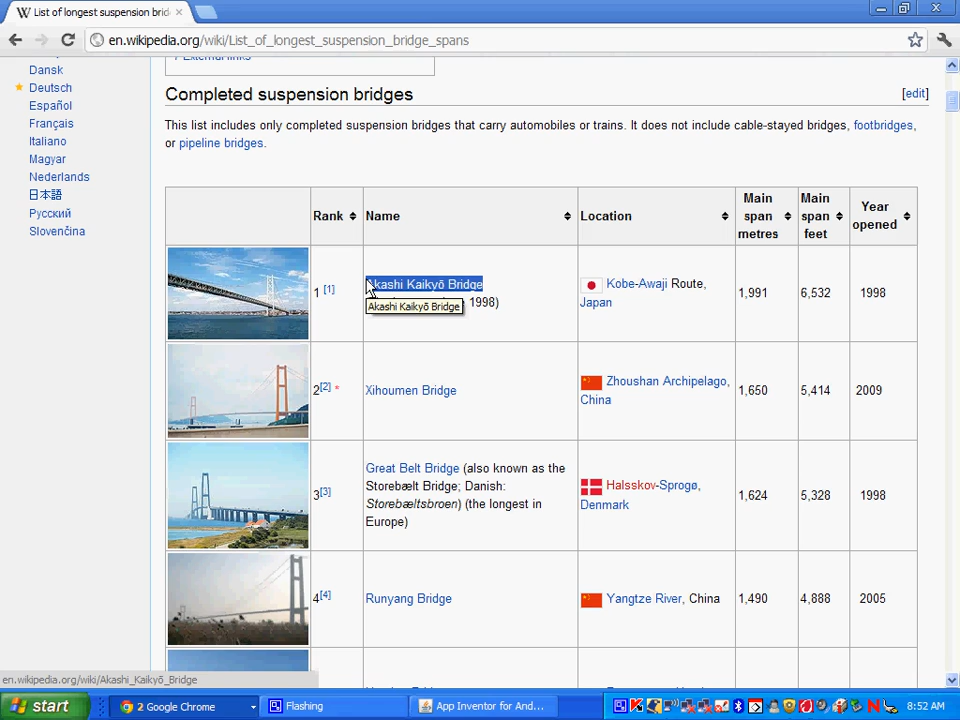 List of longest suspension brid
en.wikipedia.org/wiki/List_of_longest_suspension_bridge_spans
Dansk
Deutsch
Español
Français
Italiano
Magyar
Nederlands
日本語
Русский
Slovenčina
7 External links
Completed suspension bridges
[edit]
This list includes only completed suspension bridges that carry automobiles or trains. It does not include cable-stayed bridges, footbridges,
or pipeline bridges.
Rank Name Location Main span metres Main span feet Year opened
1 [1] Akashi Kaikyō Bridge 1998) Kobe-Awaji Route, Japan 1,991 6,532 1998
Akashi Kaikyō Bridge
2[2] * Xihoumen Bridge Zhoushan Archipelago, China 1,650 5,414 2009
3[3] Great Belt Bridge (also known as the
Storebælt Bridge; Danish:
Storebæltsbroen) (the longest in
Europe) Halsskov-Sprogø, Denmark 1,624 5,328 1998
4[4] Runyang Bridge Yangtze River, China 1,490 4,888 2005
en.wikipedia.org/wiki/Akashi_Kaikyō_Bridge
start
2 Google Chrome
Flashing
App Inventor for And...
8:52 AM